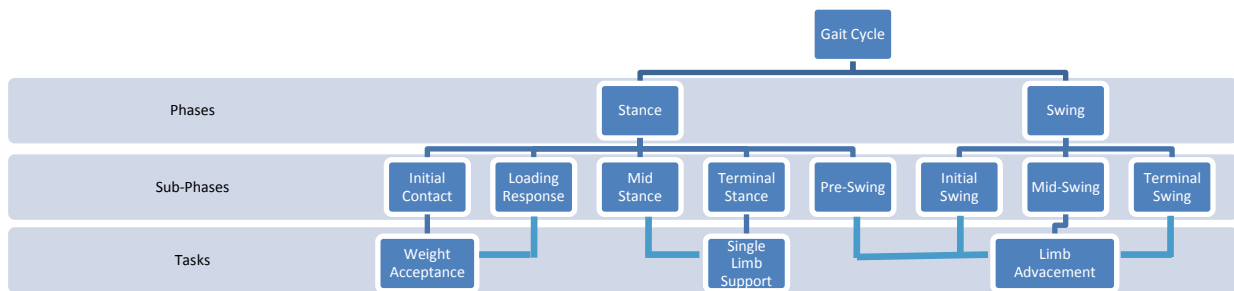 Gait Cycle
Phases
Stance
Swing
Sub-Phases
Initial
Contact
Loading
Response
Mid
Stance
Terminal
Stance
Pre-Swing
Initial
Swing
Mid-Swing
Terminal
Swing
Tasks
Weight
Acceptance
Single
Limb
Support
Limb
Advacement